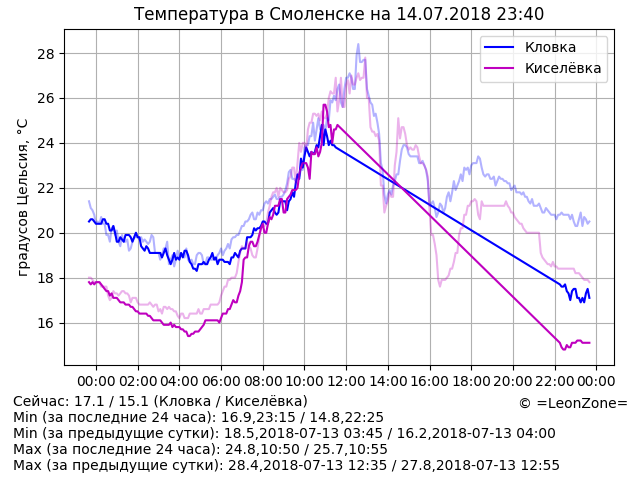 Температура в Смоленске на 14.07.2018 23:40
Кловка
Киселёвка
градусов Цельсия, °C
28
26
24
22
20
18
16
00:00 02:00 04:00 06:00 08:00 10:00 12:00 14:00 16:00 18:00 20:00 22:00 00:00
Сейчас: 17.1 / 15.1 (Кловка / Киселёвка)
© =LeonZone=
Min (за последние 24 часа): 16.9,23:15 / 14.8,22:25
Min (за предыдущие сутки): 18.5,2018-07-13 03:45 / 16.2,2018-07-13 04:00
Max (за последние 24 часа): 24.8,10:50 / 25.7,10:55
Max (за предыдущие сутки): 28.4,2018-07-13 12:35 / 27.8,2018-07-13 12:55